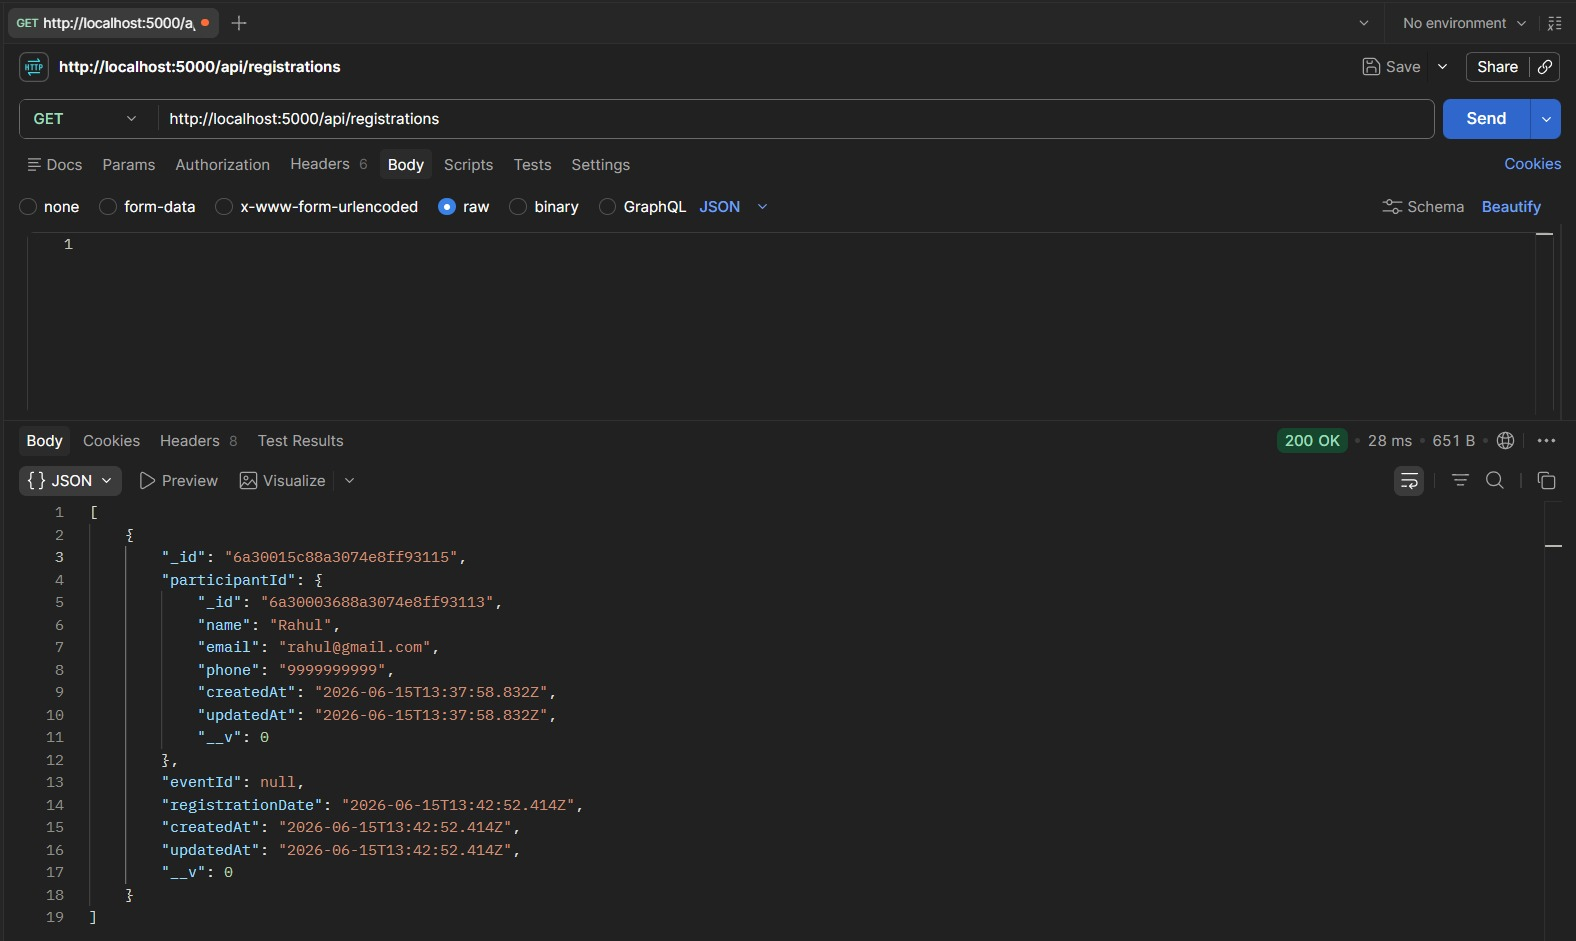 GET http://localhost:5000/a
No environment
HTTP http://localhost:5000/api/registrations
Save
Share
GET http://localhost:5000/api/registrations
Send
Docs Params Authorization Headers 6 Body Scripts Tests Settings
Cookies
none form-data x-www-form-urlencoded raw binary GraphQL JSON
Schema Beautify
1
Body Cookies Headers 8 Test Results
200 OK • 28 ms • 651 B
{ } JSON Preview Visualize
1 [
2 {
3 "_id": "6a30015c88a3074e8ff93115",
4 "participantId": {
5 "_id": "6a30003688a3074e8ff93113",
6 "name": "Rahul",
7 "email": "rahul@gmail.com",
8 "phone": "9999999999",
9 "createdAt": "2026-06-15T13:37:58.832Z",
10 "updatedAt": "2026-06-15T13:37:58.832Z",
11 "__v": 0
12 },
13 "eventId": null,
14 "registrationDate": "2026-06-15T13:42:52.414Z",
15 "createdAt": "2026-06-15T13:42:52.414Z",
16 "updatedAt": "2026-06-15T13:42:52.414Z",
17 "__v": 0
18 }
19 ]